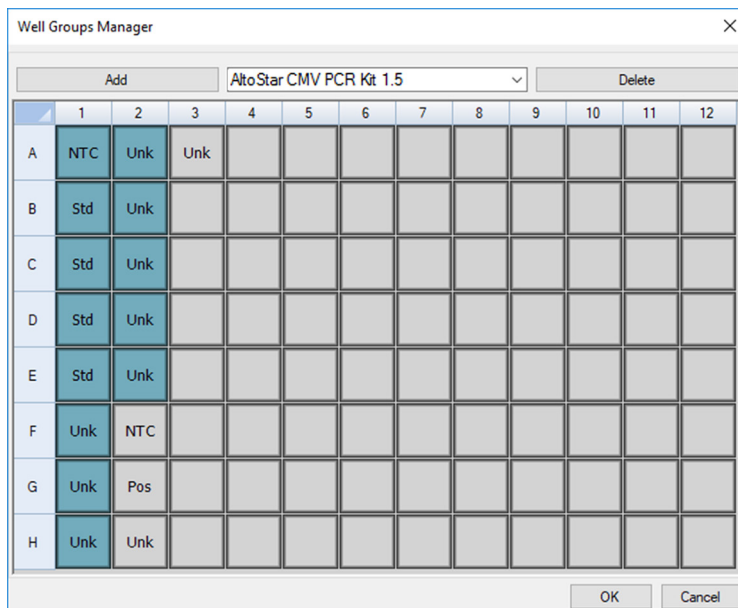 Well Groups Manager
Add AltoStar CMV PCR Kit 1.5 Delete
1 2 3 4 5 6 7 8 9 10 11 12
A NTC Unk Unk
B Std Unk
C Std Unk
D Std Unk
E Std Unk
F Unk NTC
G Unk Pos
H Unk Unk
OK Cancel